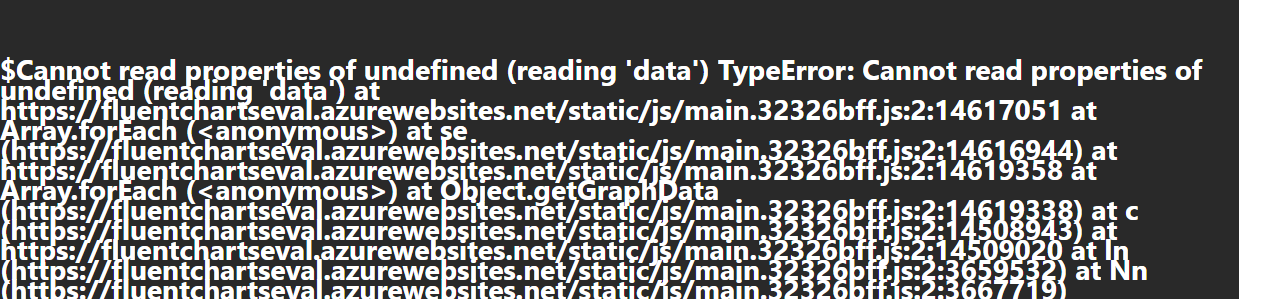 $Cannot read properties of undefined (reading 'data') TypeError: Cannot read properties of
undefined (reading 'data') at
https://fluentchartseval.azurewebsites.net/static/js/main.32326bff.js:2:14617051 at
Array.forEach (<anonymous>) at se
(https://fluentchartseval.azurewebsites.net/static/js/main.32326bff.js:2:14616944) at
https://fluentchartseval.azurewebsites.net/static/js/main.32326bff.js:2:14619358 at
Array.forEach (<anonymous>) at Object.getGraphData
(https://fluentchartseval.azurewebsites.net/static/js/main.32326bff.js:2:14619338) at c
(https://fluentchartseval.azurewebsites.net/static/js/main.32326bff.js:2:14508943) at
https://fluentchartseval.azurewebsites.net/static/js/main.32326bff.js:2:14509020 at ln
(https://fluentchartseval.azurewebsites.net/static/js/main.32326bff.js:2:3659532) at Nn
(https://fluentchartseval.azurewebsites.net/static/js/main.32326bff.js:2:3667719)